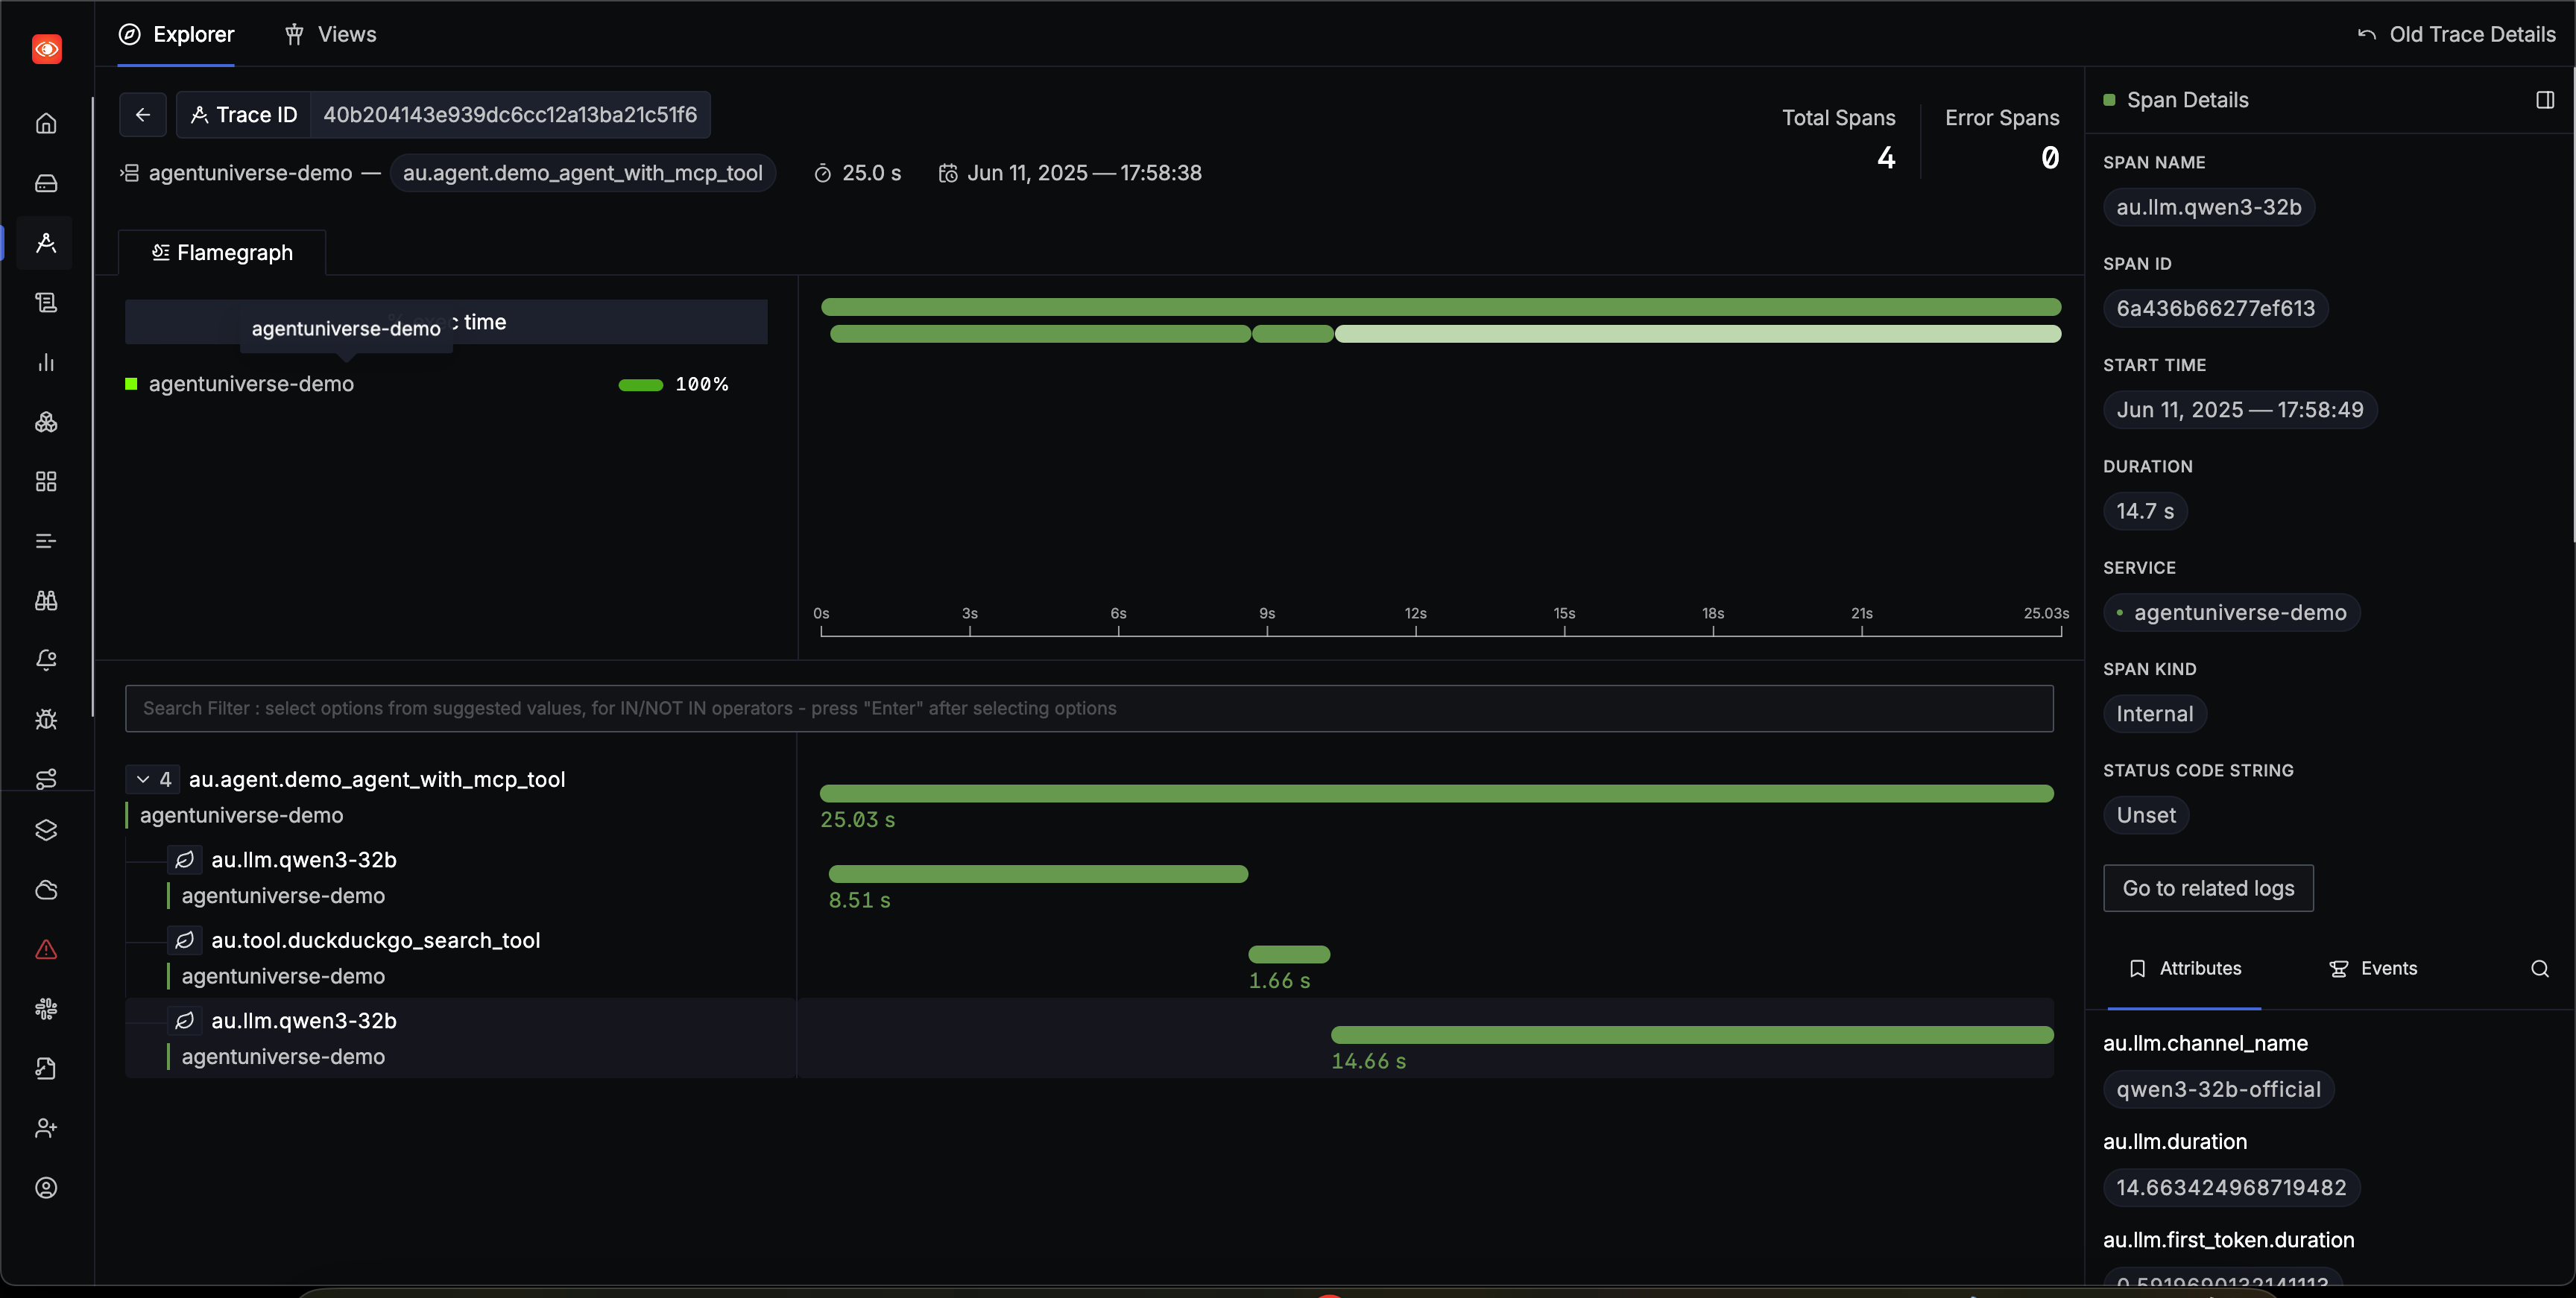 Explorer
Views
Old Trace Details
Trace ID 40b204143e939dc6cc12a13ba21c51f6
agentuniverse-demo — au.agent.demo_agent_with_mcp_tool 25.0 s Jun 11, 2025 — 17:58:38
Total Spans
4
Error Spans
0
Flamegraph
time
agentuniverse-demo
agentuniverse-demo 100%
0s 3s 6s 9s 12s 15s 18s 21s 25.03s
Search Filter : select options from suggested values, for IN/NOT IN operators - press "Enter" after selecting options
4 au.agent.demo_agent_with_mcp_tool
agentuniverse-demo
25.03 s
au.llm.qwen3-32b
agentuniverse-demo
8.51 s
au.tool.duckduckgo_search_tool
agentuniverse-demo
1.66 s
au.llm.qwen3-32b
agentuniverse-demo
14.66 s
Span Details
SPAN NAME
au.llm.qwen3-32b
SPAN ID
6a436b66277ef613
START TIME
Jun 11, 2025 — 17:58:49
DURATION
14.7 s
SERVICE
agentuniverse-demo
SPAN KIND
Internal
STATUS CODE STRING
Unset
Go to related logs
Attributes
Events
au.llm.channel_name
qwen3-32b-official
au.llm.duration
14.663424968719482
au.llm.first_token.duration